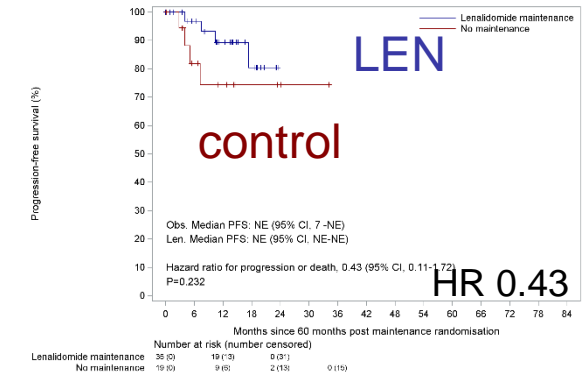 Lenalidomide maintenance
No maintenance
LEN
control
Progression-free survival (%)
100
90
80
70
60
50
40
30
20
10
0
Obs. Median PFS: NE (95% CI, 7 -NE)
Len. Median PFS: NE (95% CI, NE-NE)
Hazard ratio for progression or death, 0.43 (95% CI, 0.11-1.72)
P=0.232
HR 0.43
0 6 12 18 24 30 36 42 48 54 60 66 72 78 84
Months since 60 months post maintenance randomisation
Number at risk (number censored)
Lenalidomide maintenance 36 (0) 19 (13) 0 (31)
No maintenance 19 (0) 9 (6) 2 (13) 0 (15)